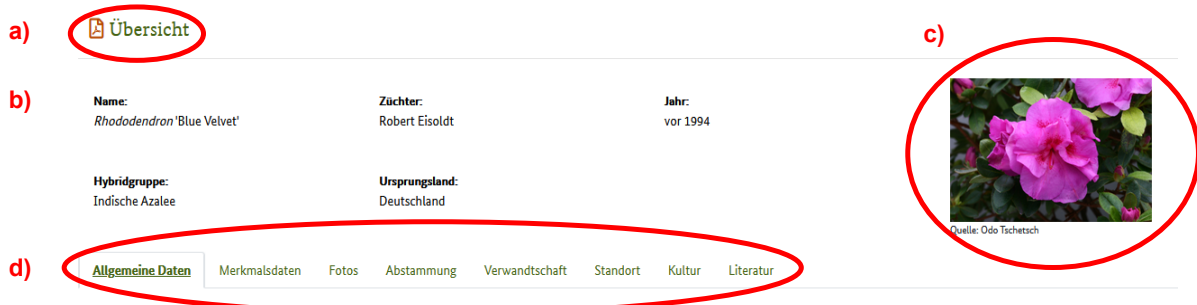 a)
Übersicht
c)
b)
Name:
Rhododendron 'Blue Velvet'
Züchter:
Robert Eisoldt
Jahr:
vor 1994
Hybridgruppe:
Indische Azalee
Ursprungsland:
Deutschland
Quelle: Odo Tschetsch
d)
Allgemeine Daten Merkmalsdaten Fotos Abstammung Verwandtschaft Standort Kultur Literatur